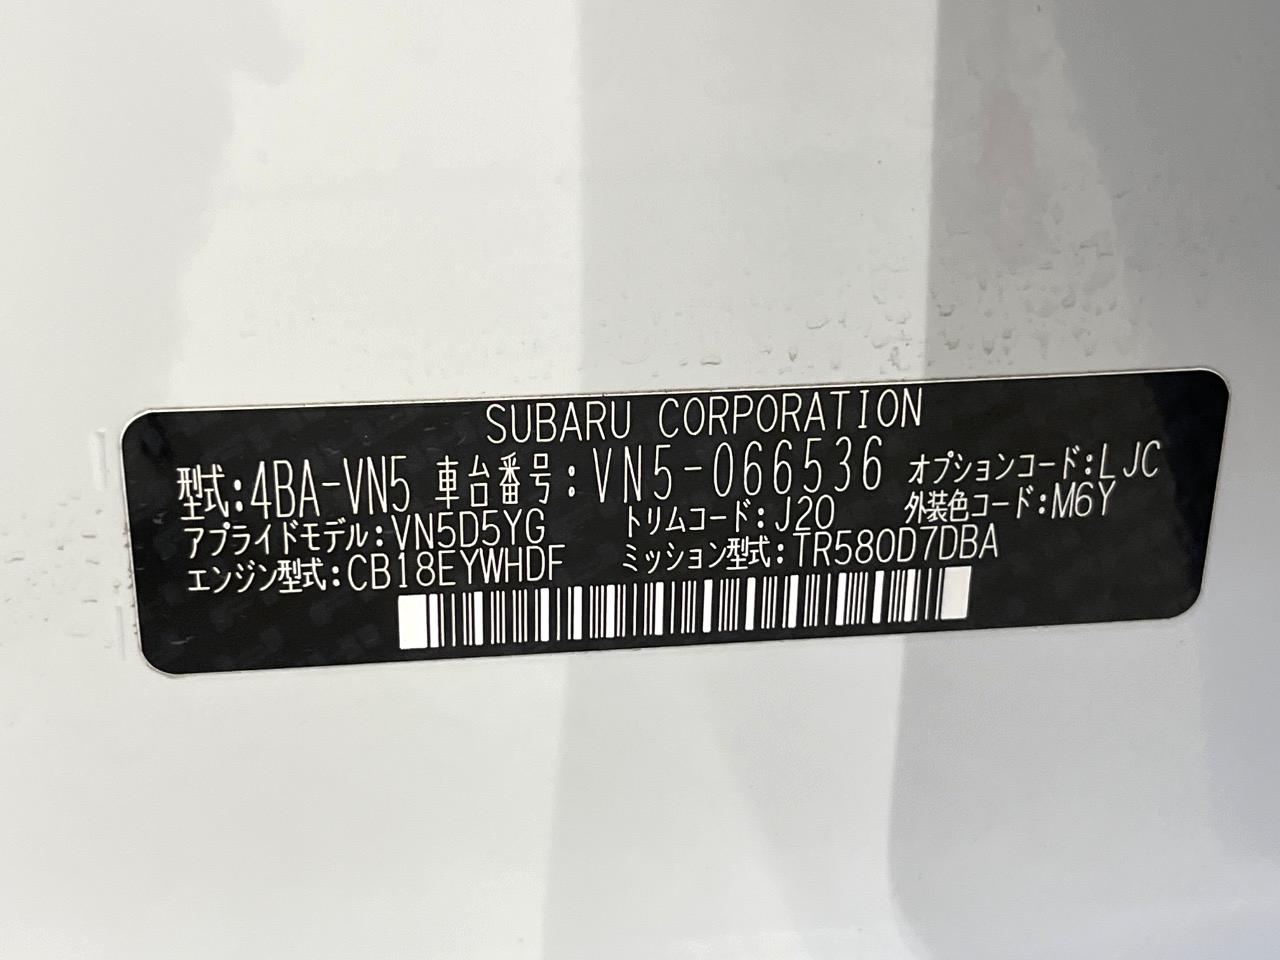 SUBARU CORPORATION
型式:4BA-VN5 車台番号:VN5-066536 オプションコード:LJC
アプライドモデル:VN5D5YG トリムコード:J20 外装色コード:M6Y
エンジン型式:CB18EYWHDF ミッション型式:TR580D7DBA